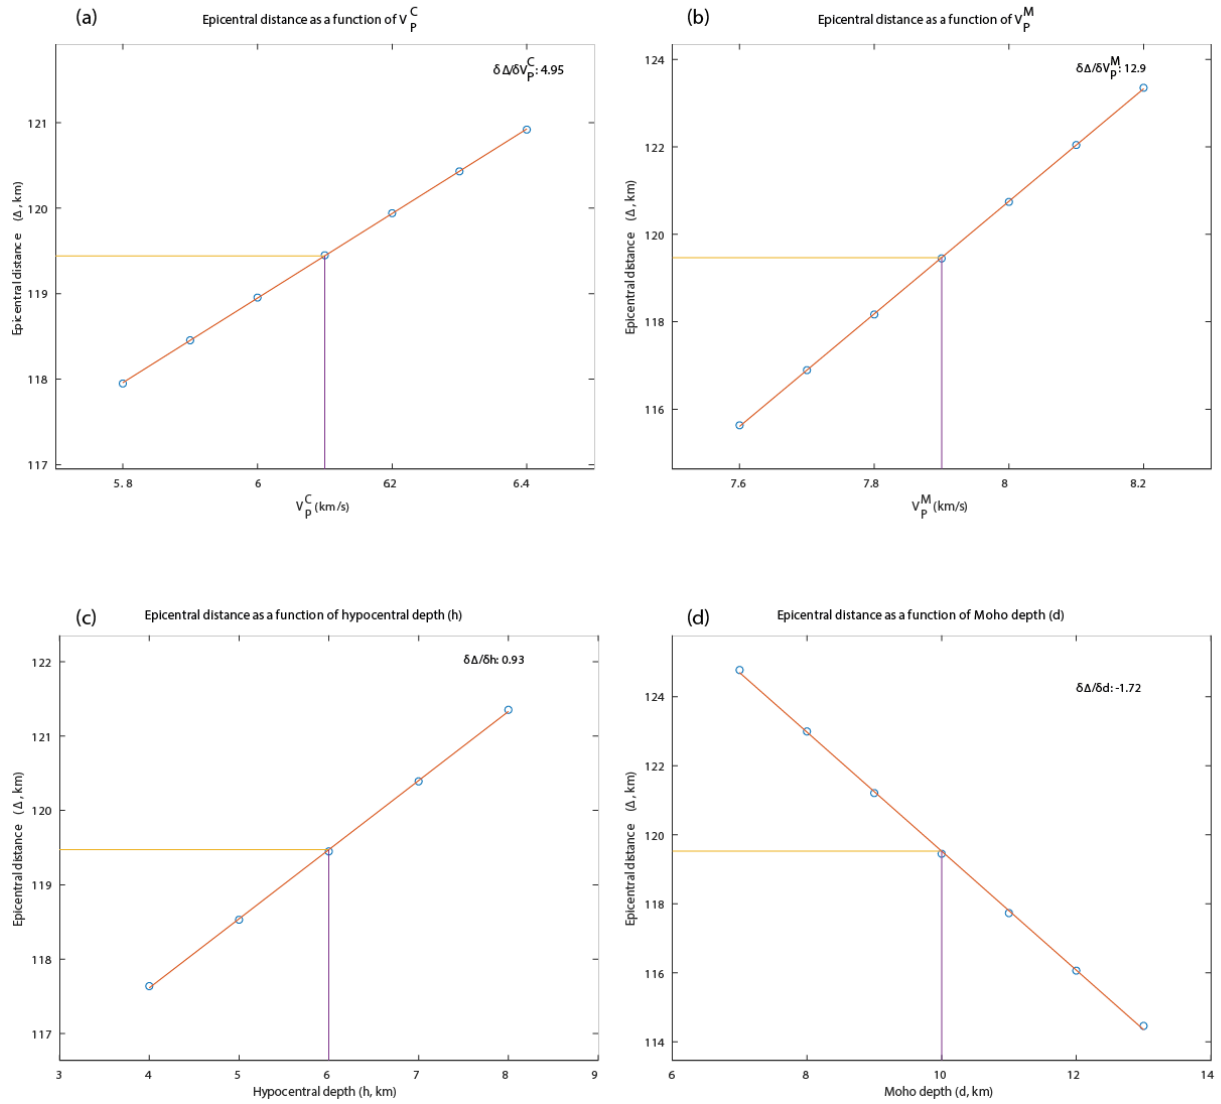 (a)
Epicentral distance as a function of V_P^C
δΔ/δV_P^C: 4.95
121
120
119
118
117
Epicentral distance (Δ, km)
5.8
6
62
6.4
V_P^C (km/s)
(b)
Epicentral distance as a function of V_P^M
δΔ/δV_P^M: 12.9
124
122
120
118
116
Epicentral distance (Δ, km)
7.6
7.8
8
8.2
V_P^M (km/s)
(c)
Epicentral distance as a function of hypocentral depth (h)
δΔ/δh: 0.93
122
121
120
119
118
117
Epicentral distance (Δ, km)
3
4
5
6
7
8
9
Hypocentral depth (h, km)
(d)
Epicentral distance as a function of Moho depth (d)
δΔ/δd: -1.72
124
122
120
118
116
114
Epicentral distance (Δ, km)
6
8
10
12
14
Moho depth (d, km)